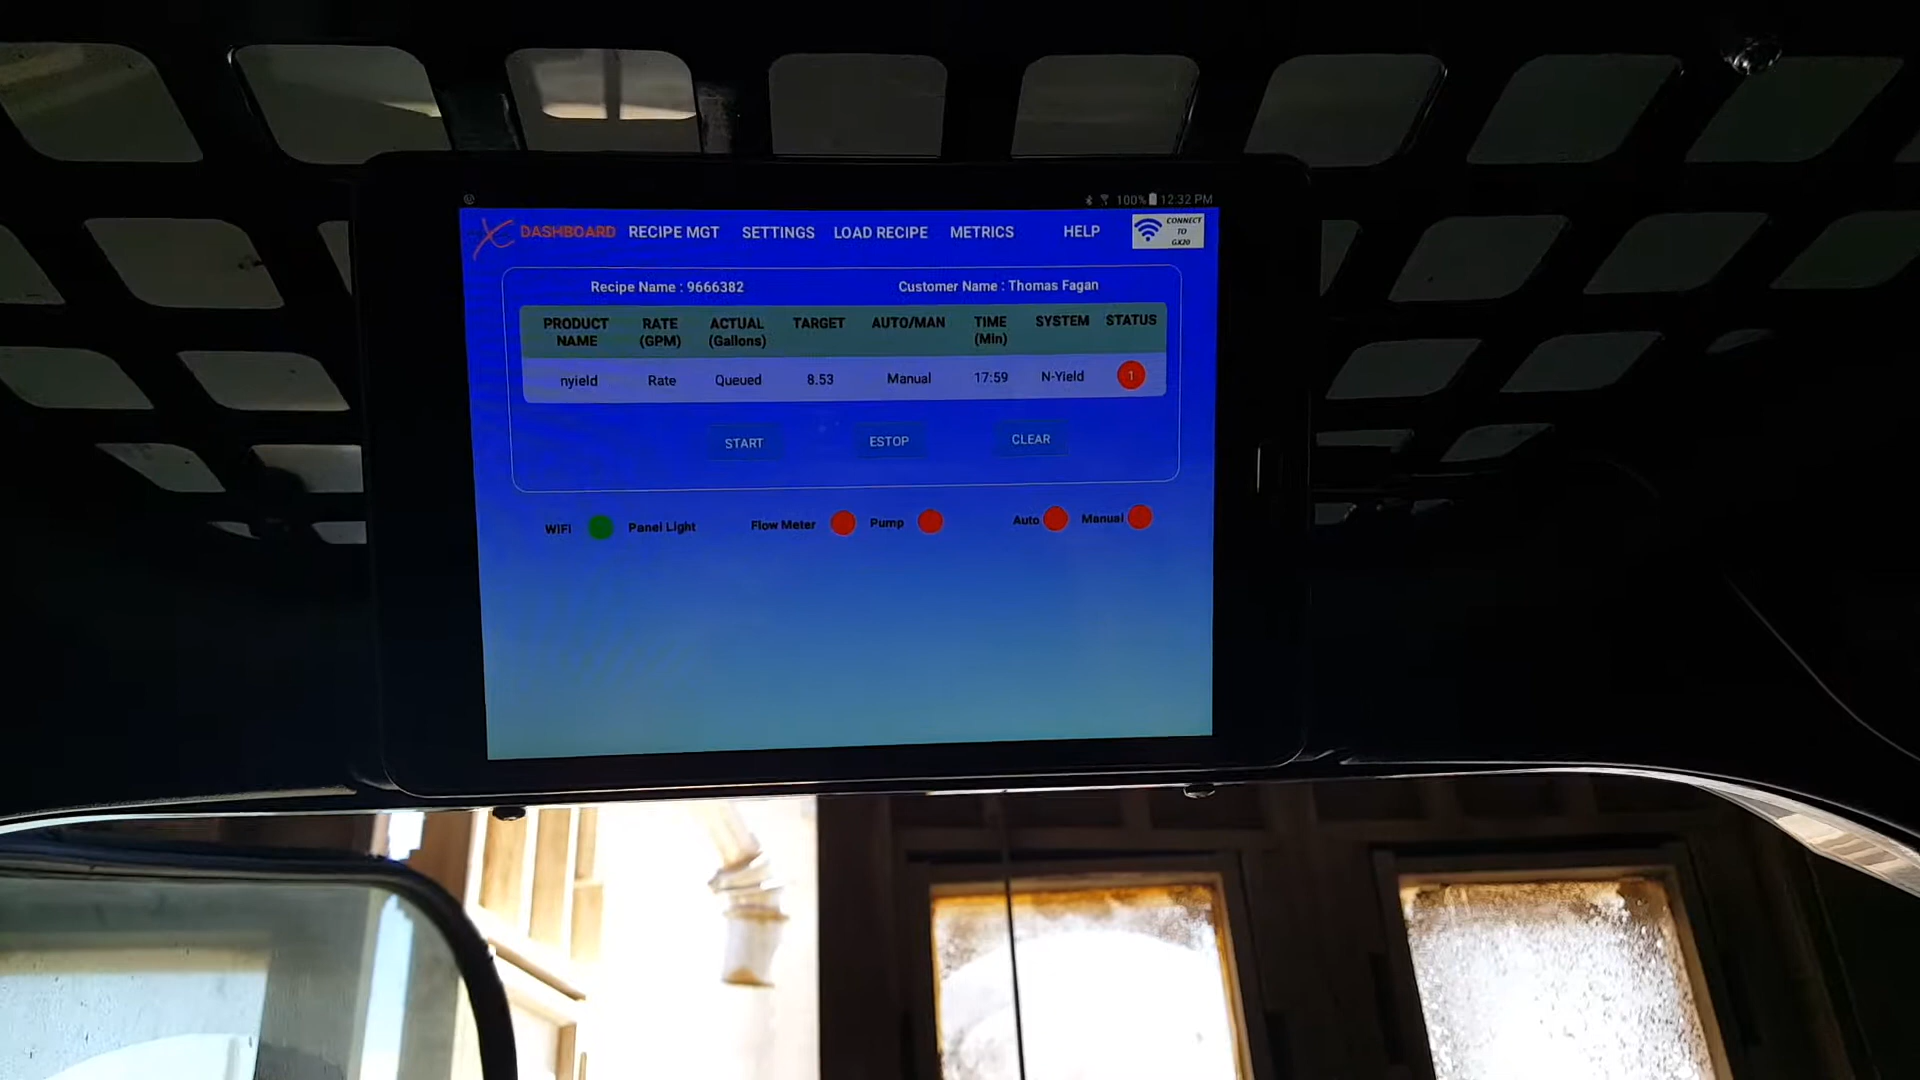 100% 12:32 PM
DASHBOARD RECIPE MGT SETTINGS LOAD RECIPE METRICS HELP CONNECT TO GX20
Recipe Name : 9666382 Customer Name : Thomas Fagan
PRODUCT NAME RATE (GPM) ACTUAL (Gallons) TARGET AUTO/MAN TIME (Min) SYSTEM STATUS
nyield Rate Queued 8.53 Manual 17:59 N-Yield 1
START ESTOP CLEAR
WIFI Panel Light Flow Meter Pump Auto Manual